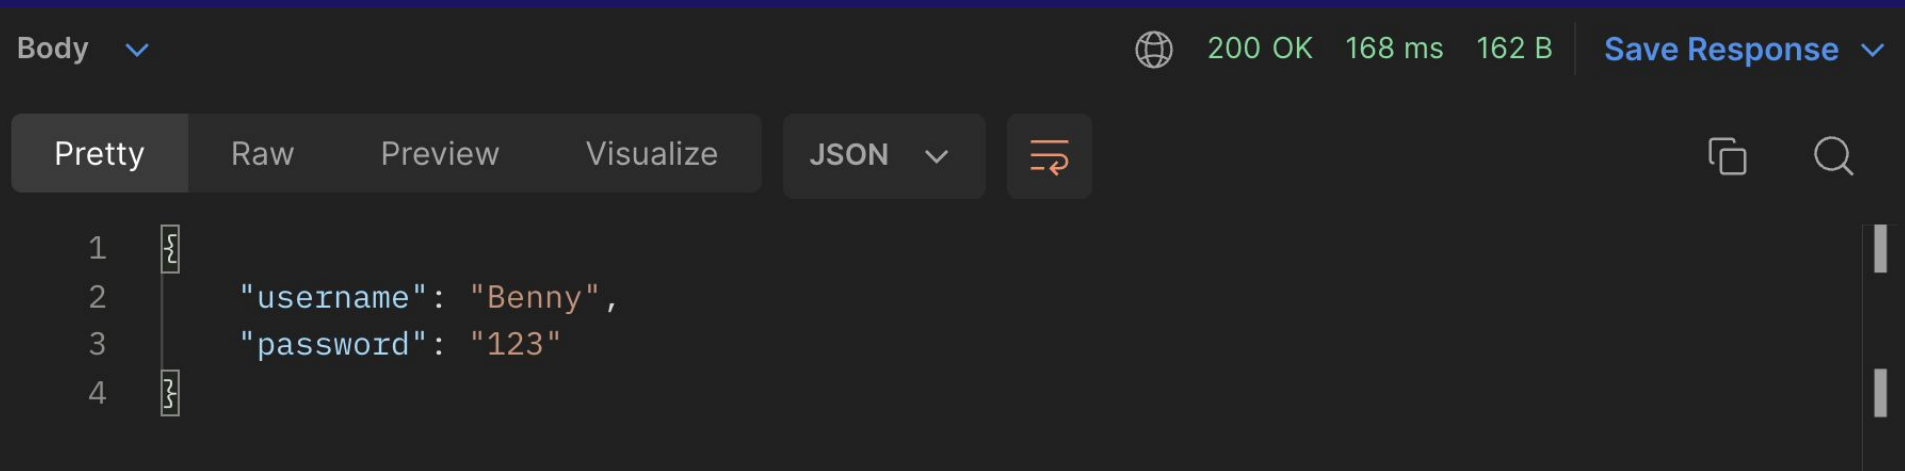 Body 200 OK 168 ms 162 B Save Response
Pretty Raw Preview Visualize JSON
1 {
2 "username": "Benny",
3 "password": "123"
4 }